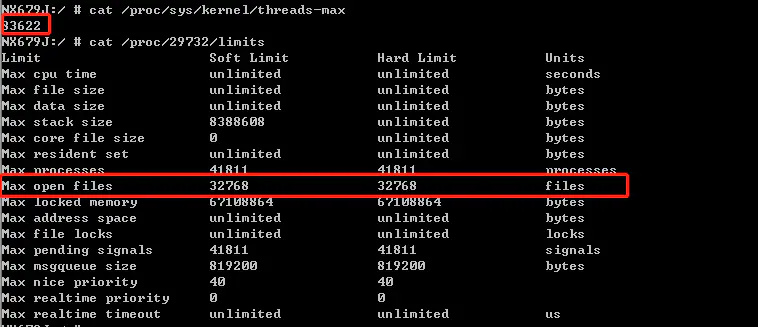 NX679J:/ # cat /proc/sys/kernel/threads-max
83622
NX679J:/ # cat /proc/29732/limits
Limit                     Soft Limit           Hard Limit           Units
Max cpu time              unlimited            unlimited            seconds
Max file size             unlimited            unlimited            bytes
Max data size             unlimited            unlimited            bytes
Max stack size            8388608              unlimited            bytes
Max core file size        0                    unlimited            bytes
Max resident set          unlimited            unlimited            bytes
Max processes             41811                41811                processes
Max open files            32768                32768                files
Max locked memory         67108864             67108864             bytes
Max address space         unlimited            unlimited            bytes
Max file locks            unlimited            unlimited            locks
Max pending signals       41811                41811                signals
Max msgqueue size         819200               819200               bytes
Max nice priority         40                   40
Max realtime priority     0                    0
Max realtime timeout      unlimited            unlimited            us